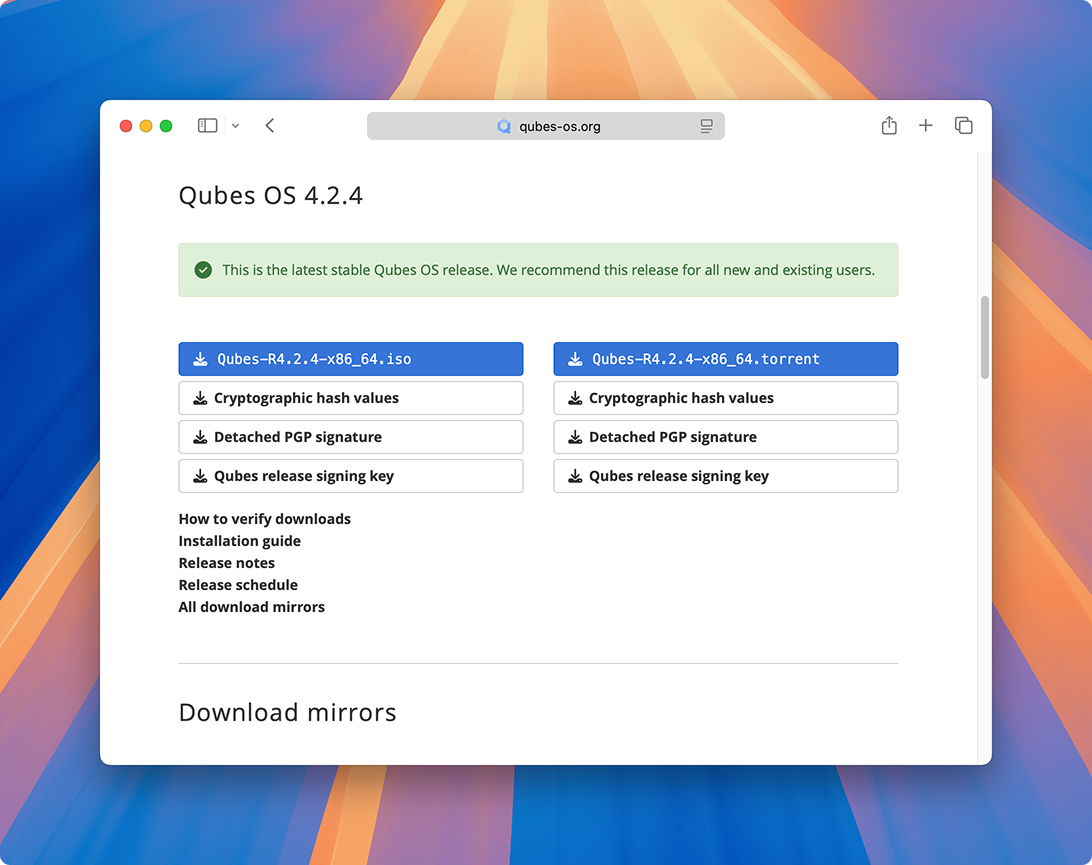 qubes-os.org
Qubes OS 4.2.4
This is the latest stable Qubes OS release. We recommend this release for all new and existing users.
Qubes-R4.2.4-x86_64.iso
Cryptographic hash values
Detached PGP signature
Qubes release signing key
Qubes-R4.2.4-x86_64.torrent
Cryptographic hash values
Detached PGP signature
Qubes release signing key
How to verify downloads
Installation guide
Release notes
Release schedule
All download mirrors
Download mirrors